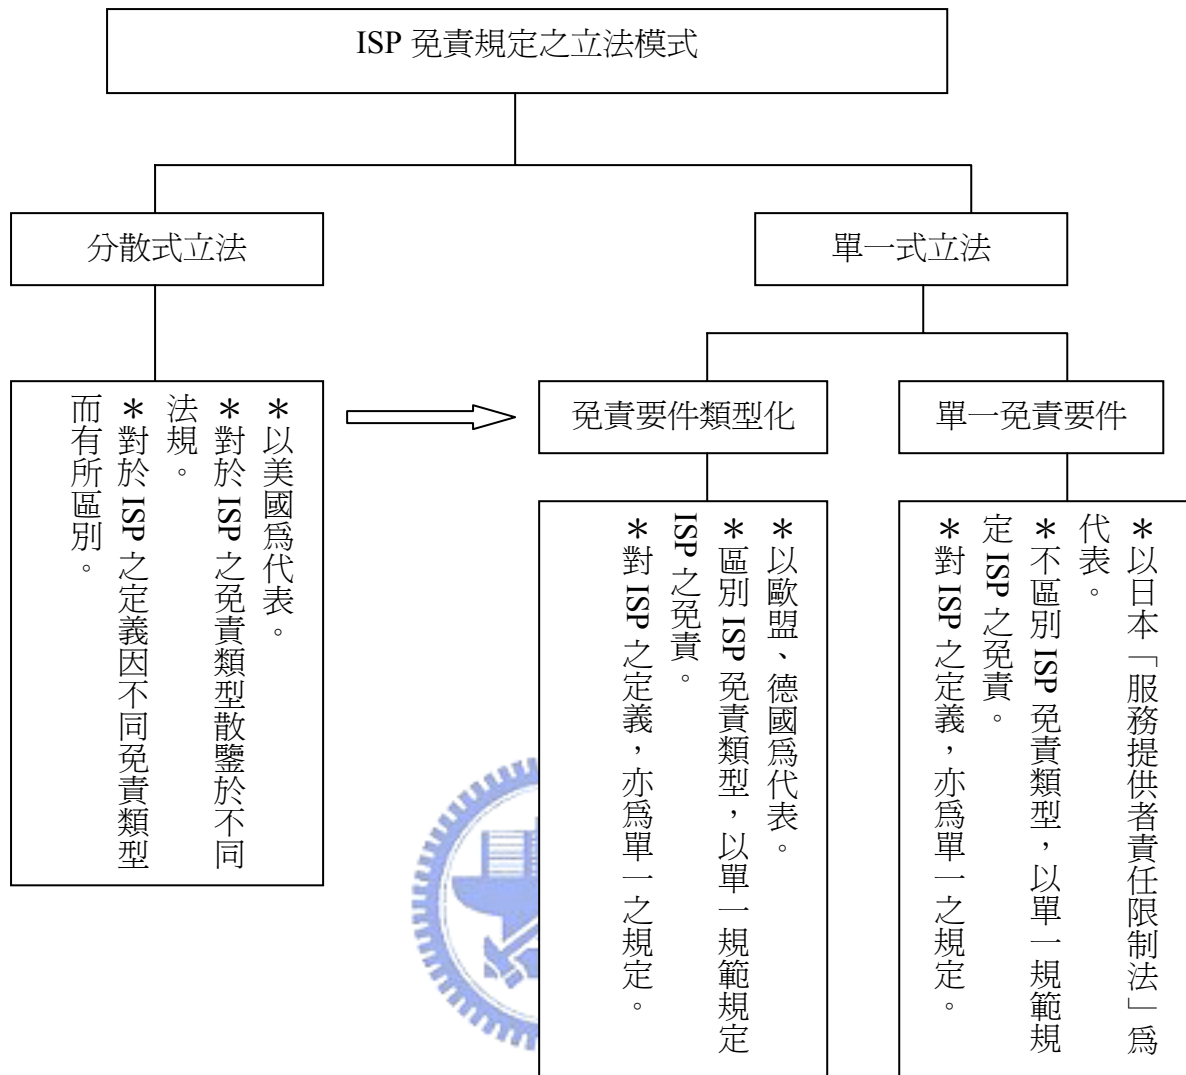 ISP 免責規定之立法模式
分散式立法
單一式立法
＊以美國為代表。
＊對於 ISP 之免責類型散鑒於不同
法規。
＊對於 ISP 之定義因不同免責類型
而有所區別。
免責要件類型化
單一免責要件
＊以歐盟、德國為代表。
＊區別 ISP 免責類型，以單一規範規定
ISP 之免責。
＊對 ISP 之定義，亦為單一之規定。
＊以日本「服務提供者責任限制法」為
代表。
＊不區別 ISP 免責類型，以單一規範規
定 ISP 之免責。
＊對 ISP 之定義，亦為單一之規定。